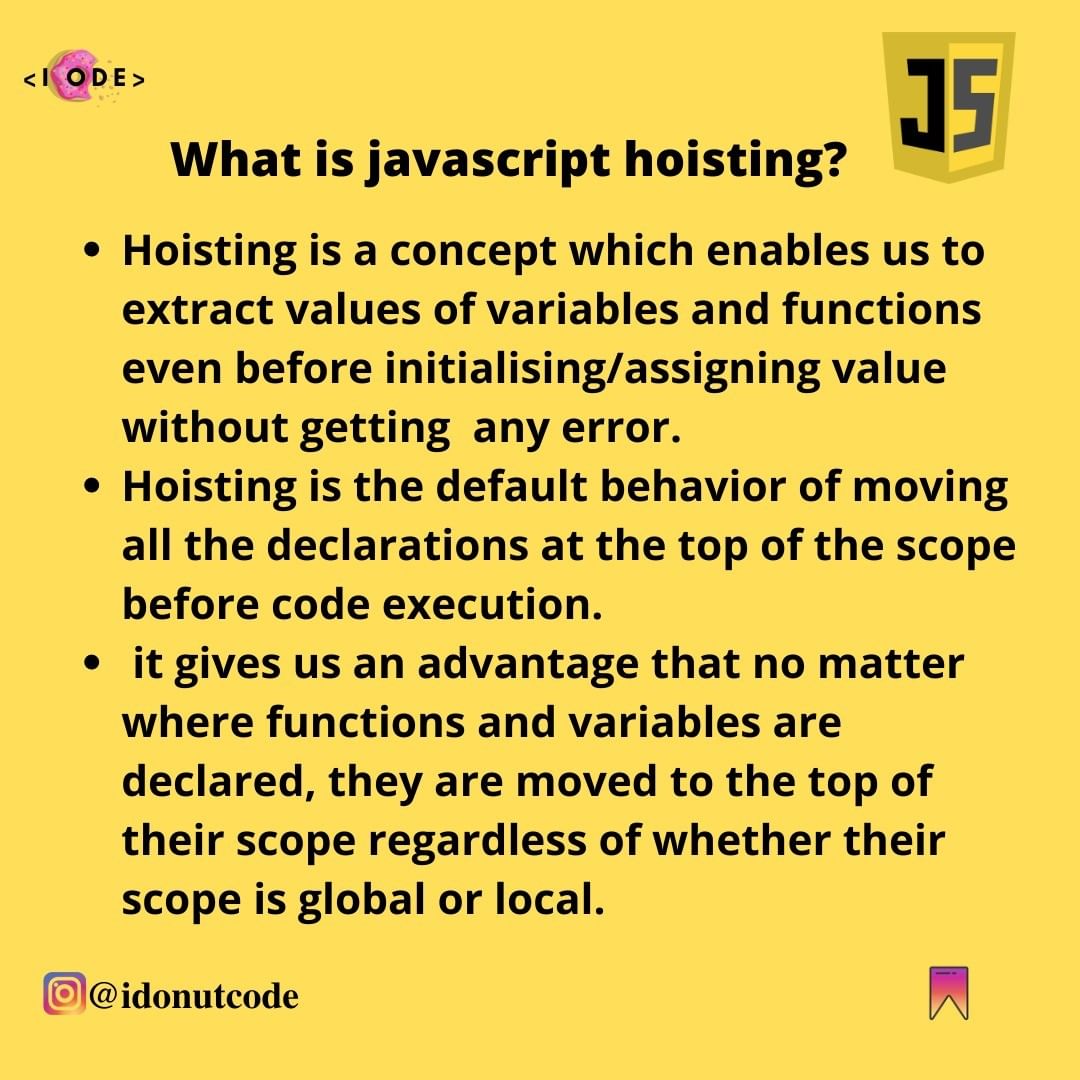 <I ODE>
JS
What is javascript hoisting?
• Hoisting is a concept which enables us to
extract values of variables and functions
even before initialising/assigning value
without getting  any error.
• Hoisting is the default behavior of moving
all the declarations at the top of the scope
before code execution.
•  it gives us an advantage that no matter
where functions and variables are
declared, they are moved to the top of
their scope regardless of whether their
scope is global or local.
@idonutcode